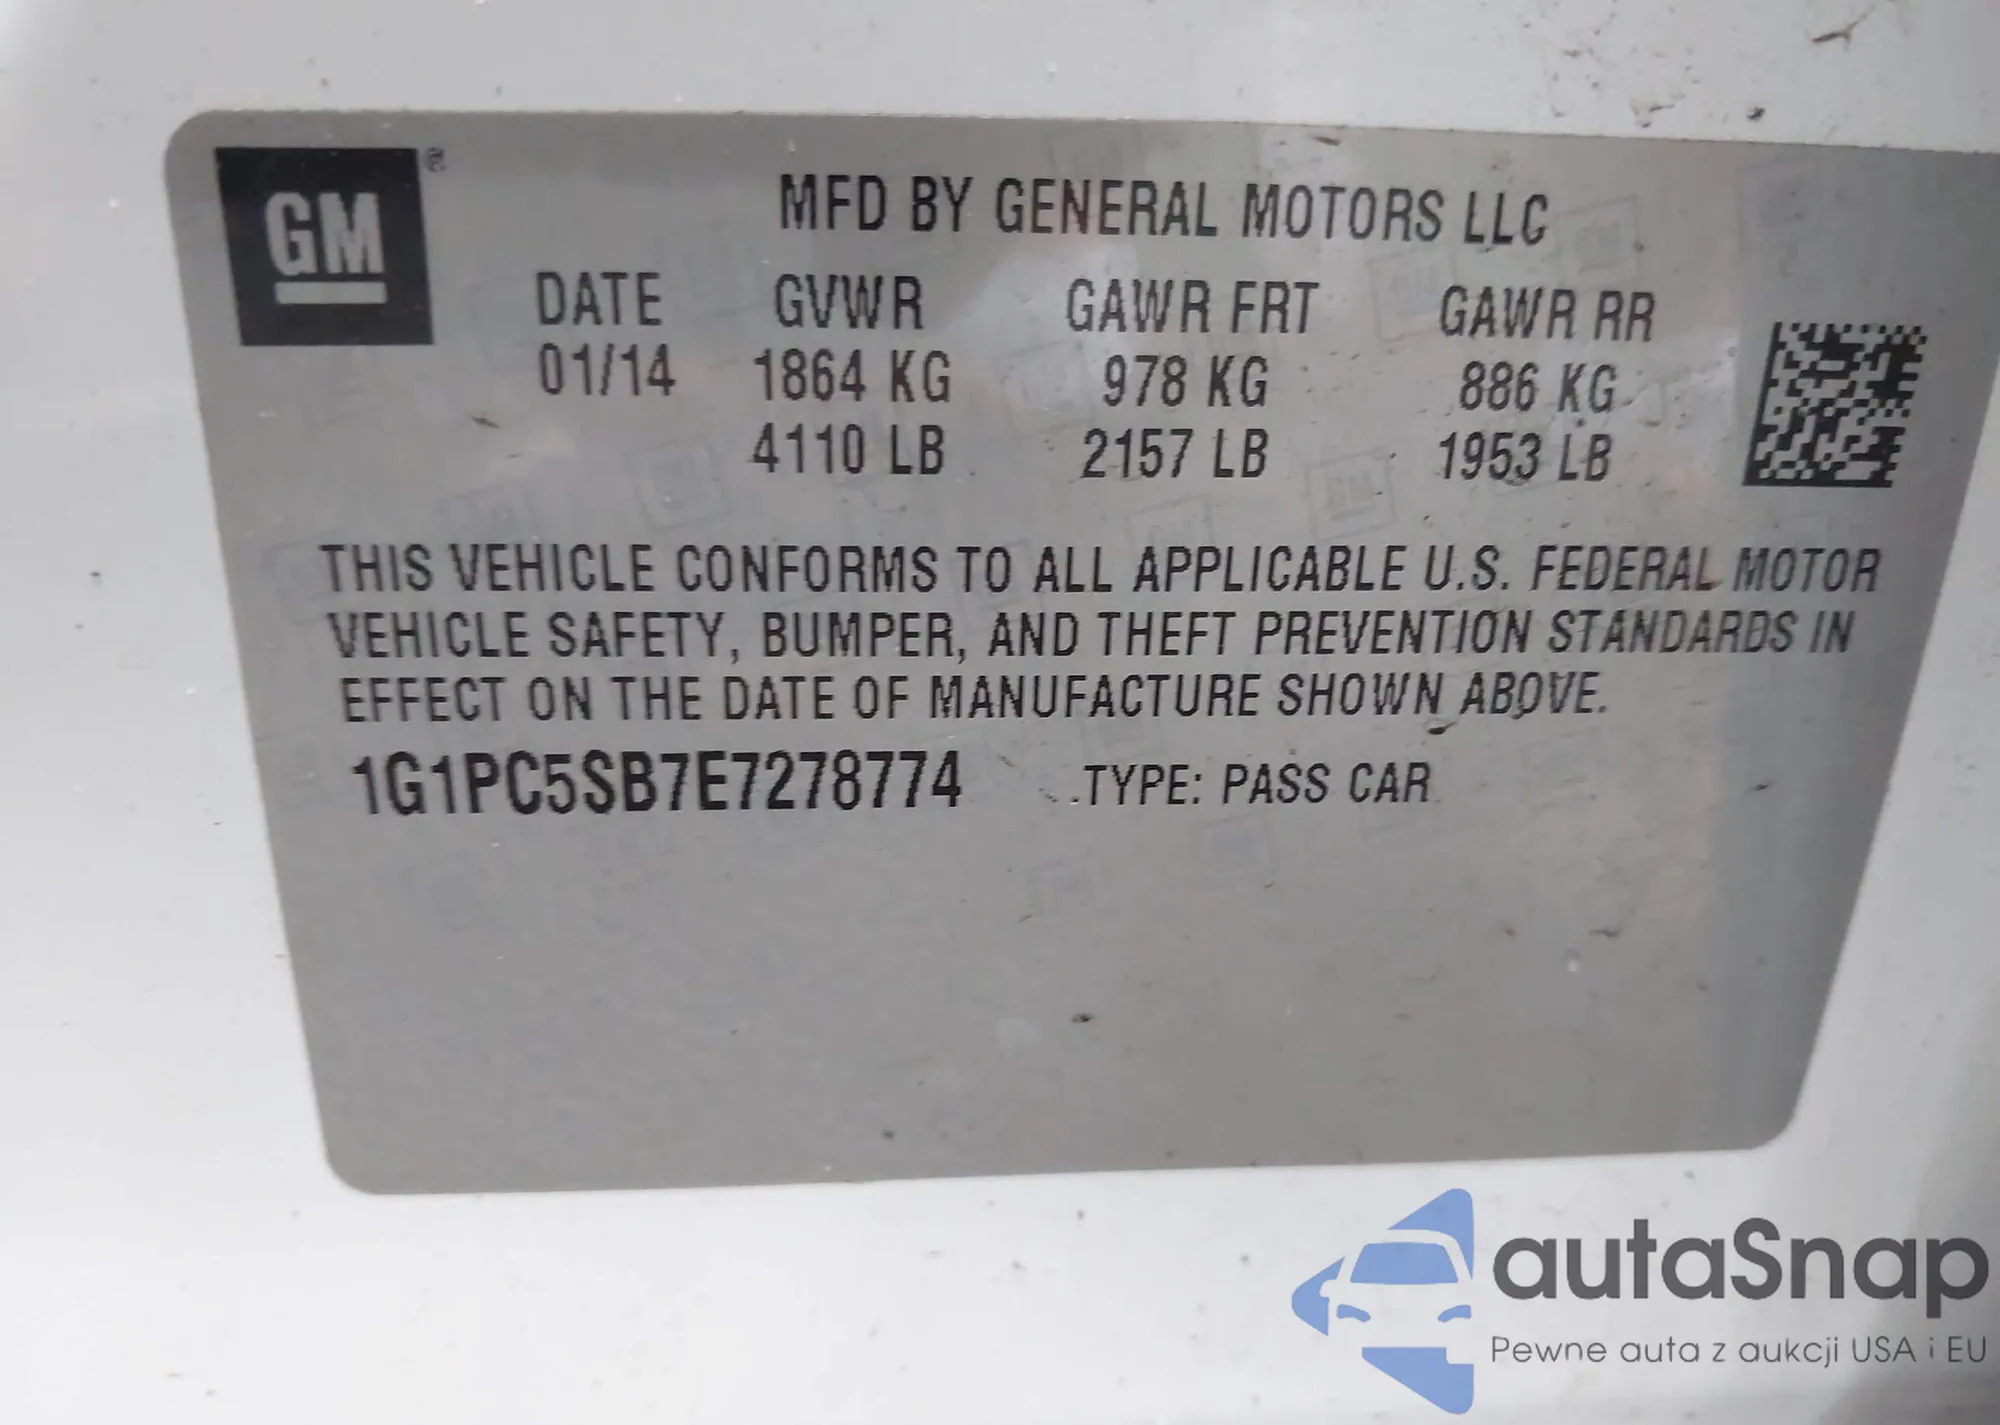 GM ®
MFD BY GENERAL MOTORS LLC
DATE GVWR GAWR FRT GAWR RR
01/14 1864 KG 978 KG 886 KG
4110 LB 2157 LB 1953 LB
THIS VEHICLE CONFORMS TO ALL APPLICABLE U.S. FEDERAL MOTOR
VEHICLE SAFETY, BUMPER, AND THEFT PREVENTION STANDARDS IN
EFFECT ON THE DATE OF MANUFACTURE SHOWN ABOVE.
1G1PC5SB7E7278774 TYPE: PASS CAR
autaSnap
Pewne auta z aukcji USA i EU